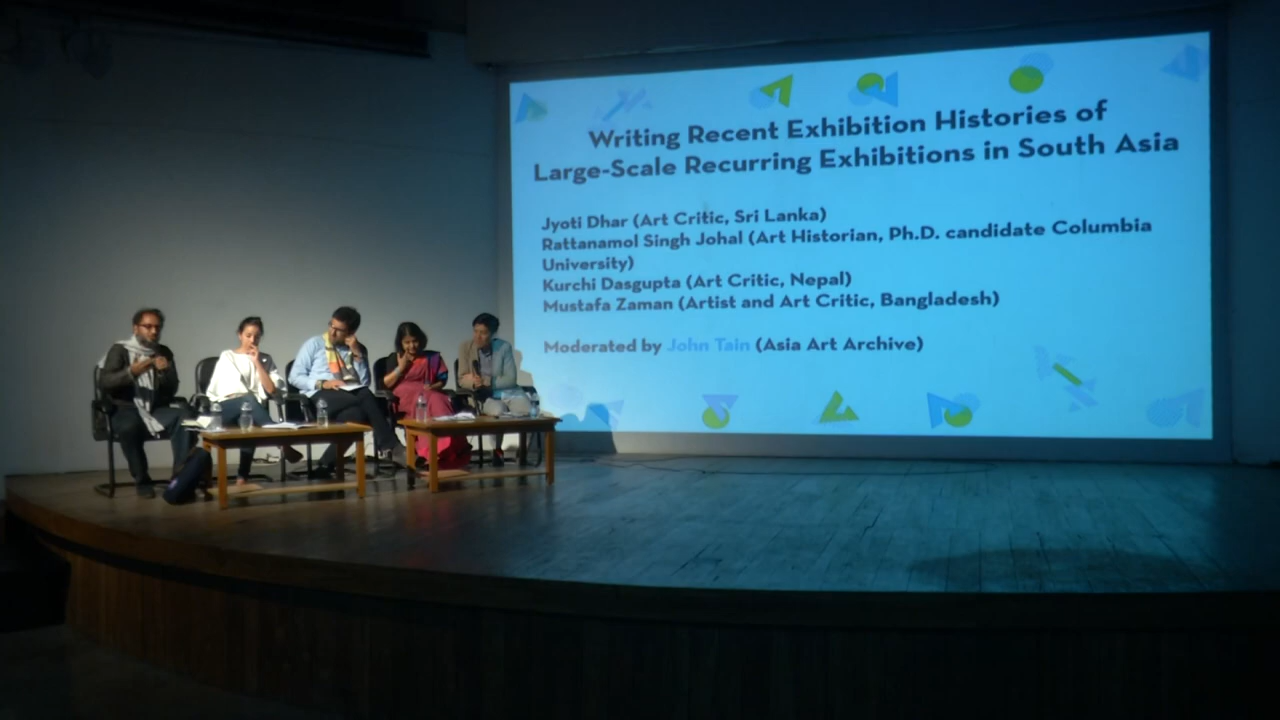 Writing Recent Exhibition Histories of
Large-Scale Recurring Exhibitions in South Asia
Jyoti Dhar (Art Critic, Sri Lanka)
Rattanamol Singh Johal (Art Historian, Ph.D. candidate Columbia
University)
Kurchi Dasgupta (Art Critic, Nepal)
Mustafa Zaman (Artist and Art Critic, Bangladesh)
Moderated by John Tain (Asia Art Archive)